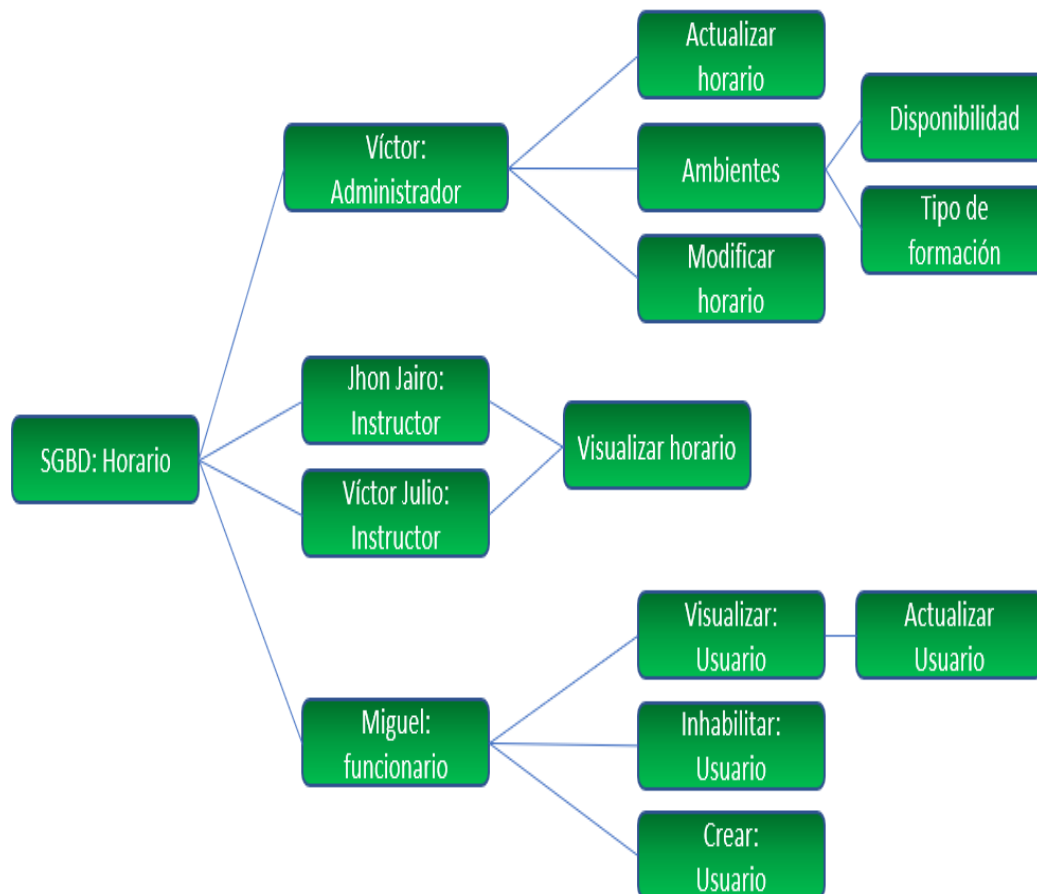 Actualizar
horario
Disponibilidad
Víctor:
Administrador
Ambientes
Tipo de
formación
Modificar
horario
Jhon Jairo:
Instructor
SGBD: Horario
Visualizar horario
Víctor Julio:
Instructor
Visualizar:
Usuario
Actualizar
Usuario
Miguel:
funcionario
Inhabilitar:
Usuario
Crear:
Usuario